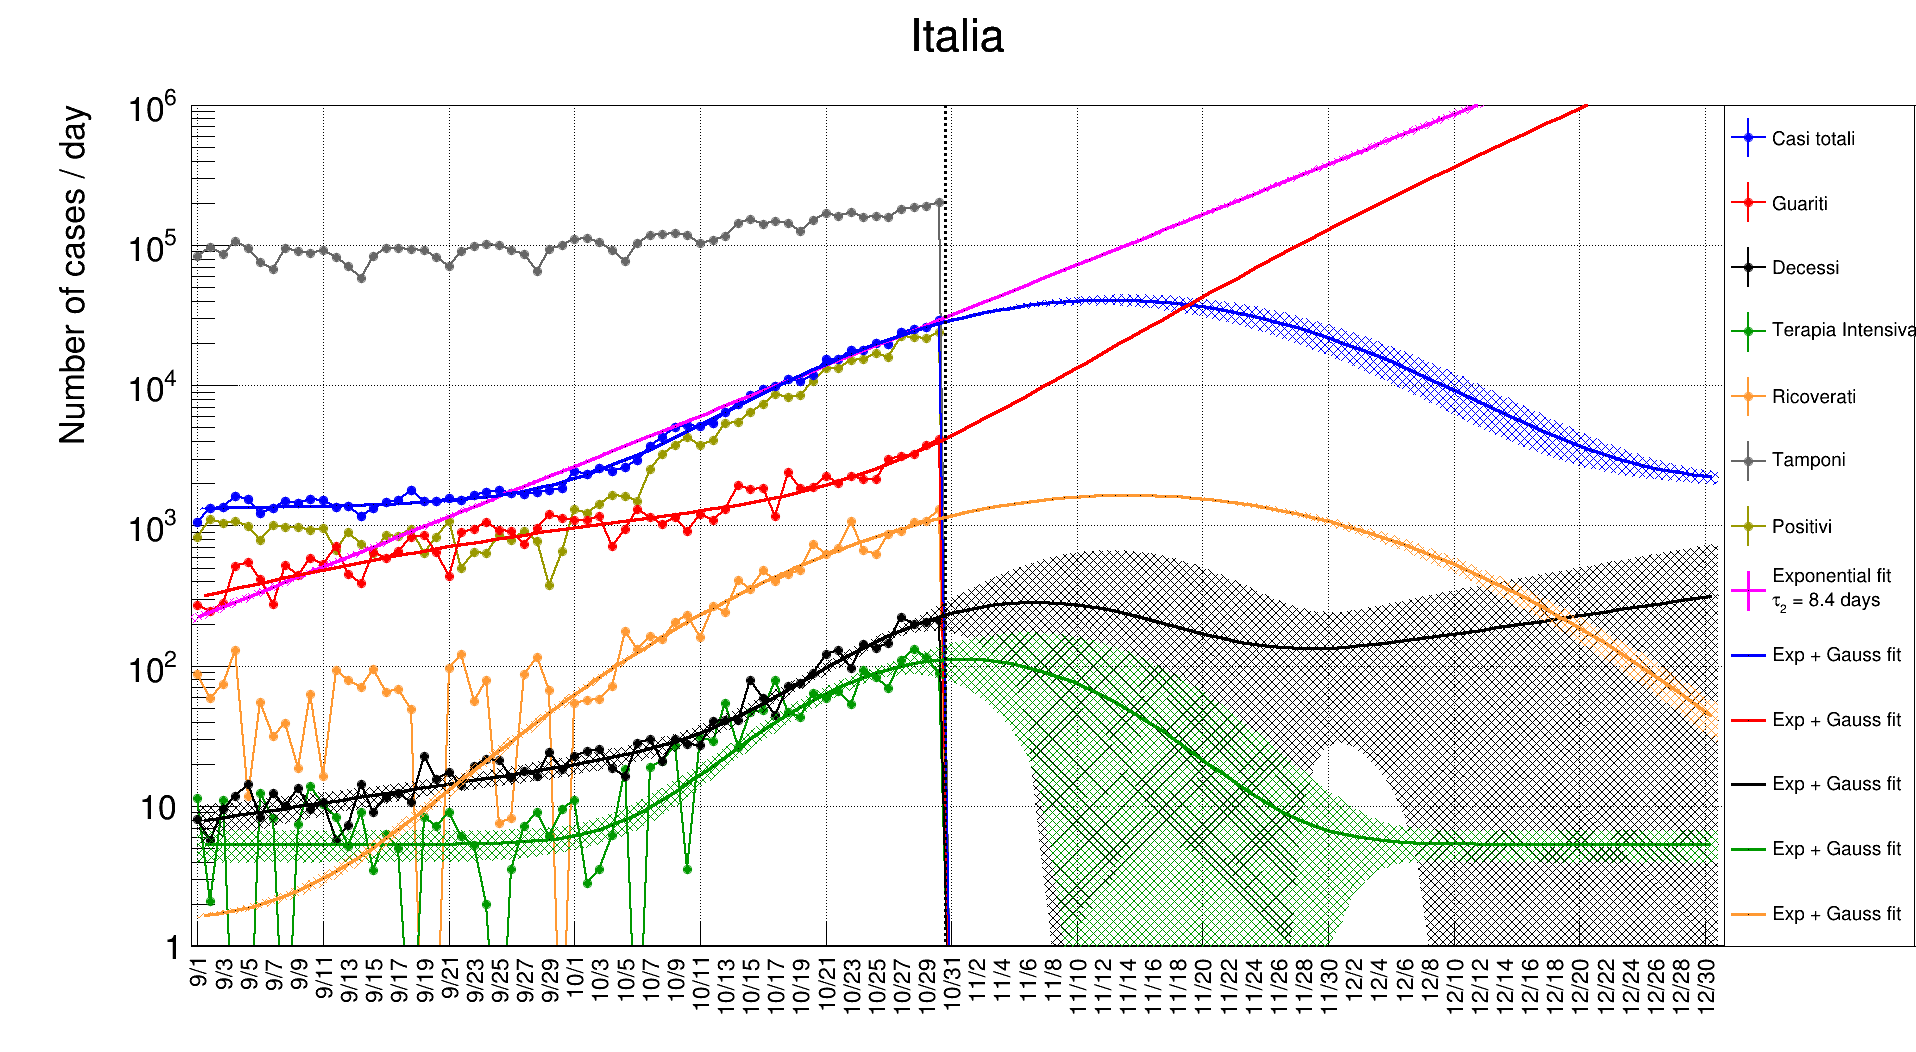 Italia
Number of cases / day
10^6
10^5
10^4
10^3
10^2
10
1
9/1 9/3 9/5 9/7 9/9 9/11 9/13 9/15 9/17 9/19 9/21 9/23 9/25 9/27 9/29 10/1 10/3 10/5 10/7 10/9 10/11 10/13 10/15 10/17 10/19 10/21 10/23 10/25 10/27 10/29 10/31 11/2 11/4 11/6 11/8 11/10 11/12 11/14 11/16 11/18 11/20 11/22 11/24 11/26 11/28 11/30 12/2 12/4 12/6 12/8 12/10 12/12 12/14 12/16 12/18 12/20 12/22 12/24 12/26 12/28 12/30
Casi totali
Guariti
Decessi
Terapia Intensiva
Ricoverati
Tamponi
Positivi
Exponential fit
τ_2 = 8.4 days
Exp + Gauss fit
Exp + Gauss fit
Exp + Gauss fit
Exp + Gauss fit
Exp + Gauss fit